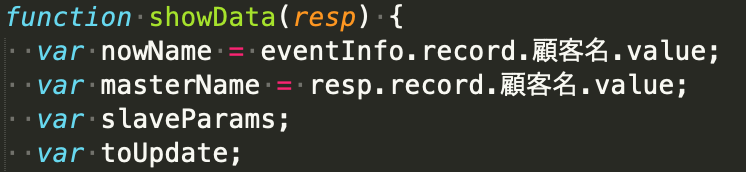 function showData(resp) {
  var nowName = eventInfo.record.顧客名.value;
  var masterName = resp.record.顧客名.value;
  var slaveParams;
  var toUpdate;